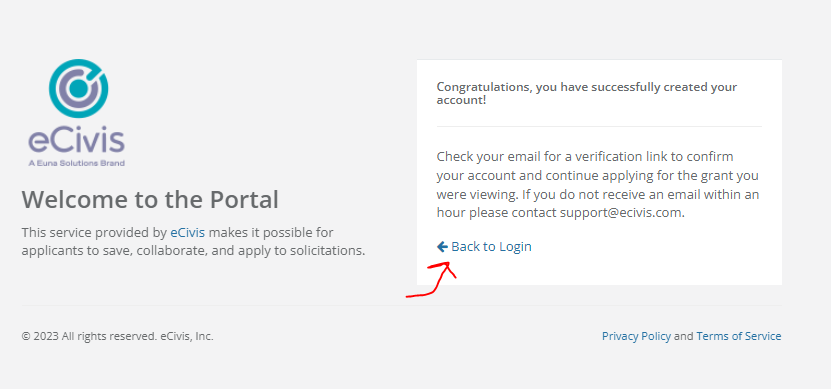 eCivis
A Euna Solutions Brand
Welcome to the Portal
This service provided by eCivis makes it possible for
applicants to save, collaborate, and apply to solicitations.
Congratulations, you have successfully created your
account!
Check your email for a verification link to confirm
your account and continue applying for the grant you
were viewing. If you do not receive an email within an
hour please contact support@ecivis.com.
Back to Login
© 2023 All rights reserved. eCivis, Inc.
Privacy Policy and Terms of Service